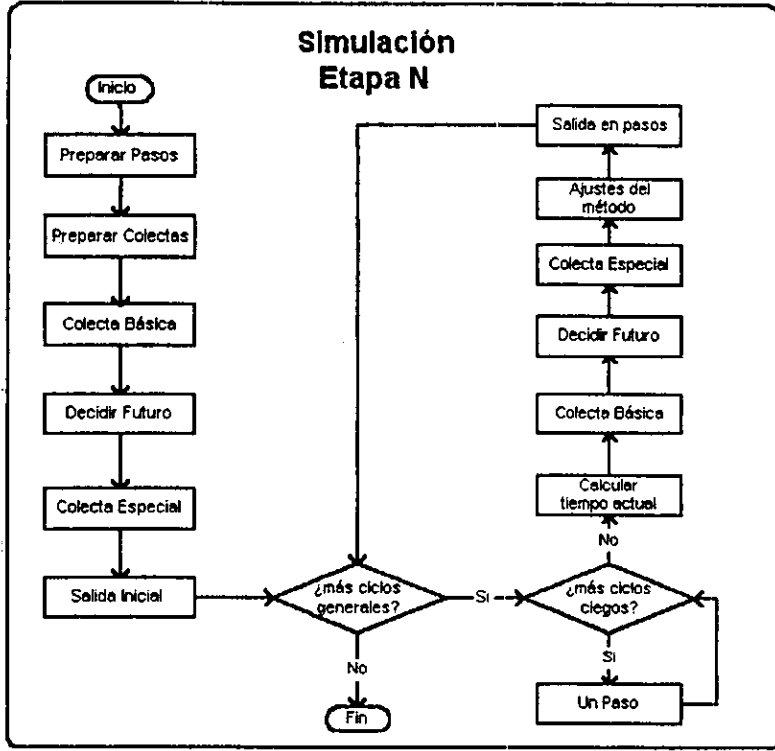 Simulación
Etapa N
Inicio
Preparar Pasos
Preparar Colectas
Colecta Básica
Decidir Futuro
Colecta Especial
Salida Inicial
¿más ciclos
generales?
No
Fin
Si
¿más ciclos
ciegos?
Si
Un Paso
No
Calcular
tiempo actual
Colecta Básica
Decidir Futuro
Colecta Especial
Ajustes del
método
Salida en pasos